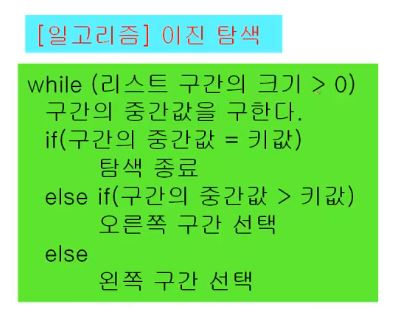 [일고리즘] 이진 탐색
while (리스트 구간의 크기 > 0)
구간의 중간값을 구한다.
if(구간의 중간값 = 키값)
탐색 종료
else if(구간의 중간값 > 키값)
오른쪽 구간 선택
else
왼쪽 구간 선택